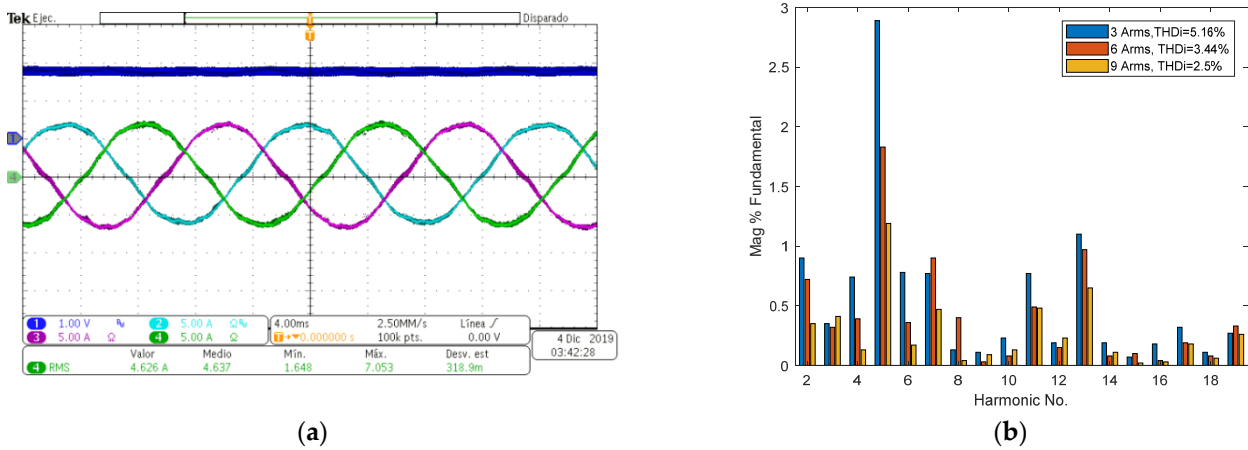 Tek Ejec. Disparado
T
T
1
4
1 1.00 V 2 5.00 A Ω 4.00ms 2.50MM/s Línea 
3 5.00 A Ω 4 5.00 A Ω T 0.000000 s 100k pts. 0.00 V
4 Dic 2019
03:42:28
Valor Medio Mín. Máx. Desv. est
4 RMS 4.626 A 4.637 1.648 7.053 318.9m
(a)
3 Arms,THDi=5.16%
6 Arms, THDi=3.44%
9 Arms, THDi=2.5%
Mag % Fundamental
3
2.5
2
1.5
1
0.5
0
2 4 6 8 10 12 14 16 18
Harmonic No.
(b)